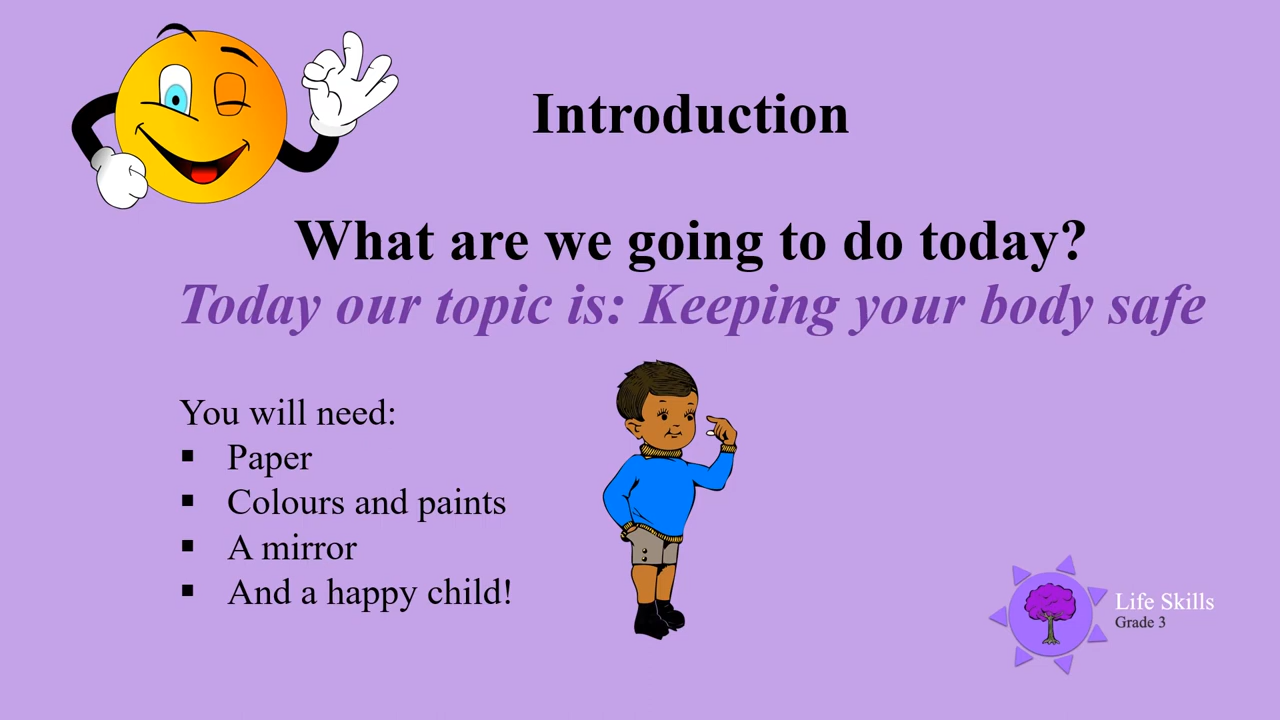 Introduction
What are we going to do today?
Today our topic is: Keeping your body safe
You will need:
▪ Paper
▪ Colours and paints
▪ A mirror
▪ And a happy child!
Life Skills
Grade 3